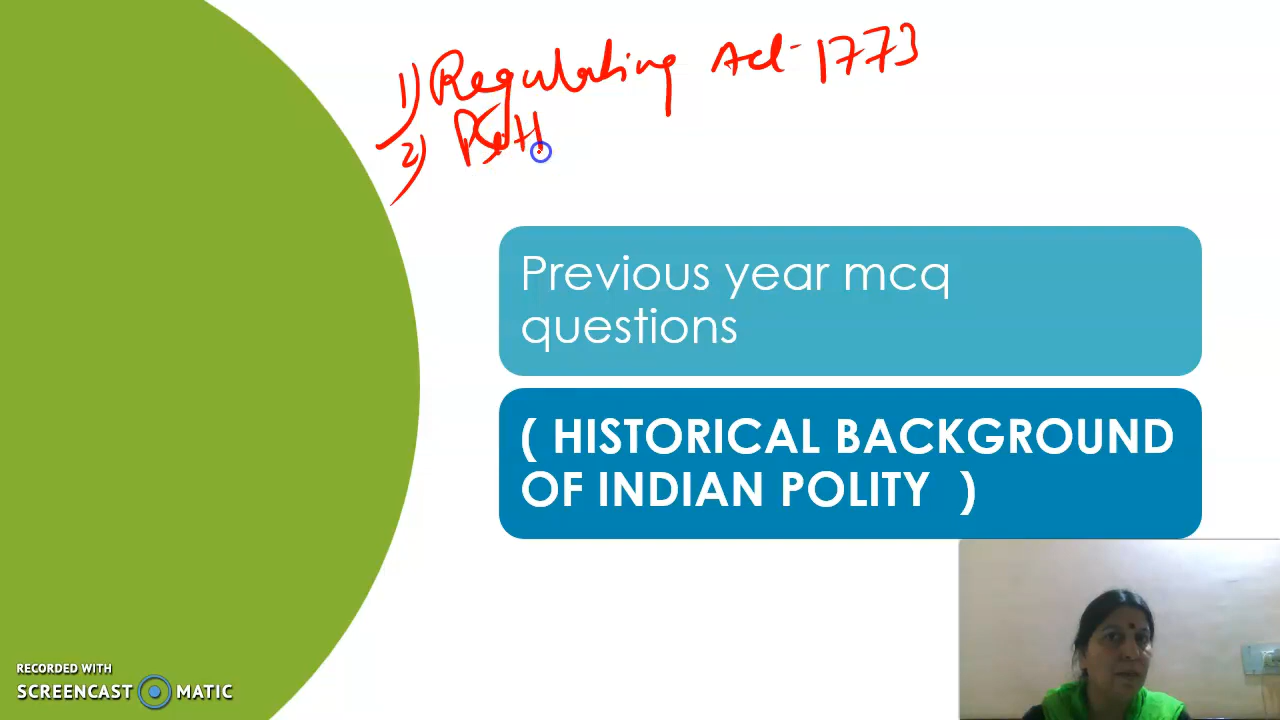 1) Regulating Act - 1773
2)
Previous year mcq
questions
( HISTORICAL BACKGROUND
OF INDIAN POLITY )
RECORDED WITH
SCREENCAST MATIC